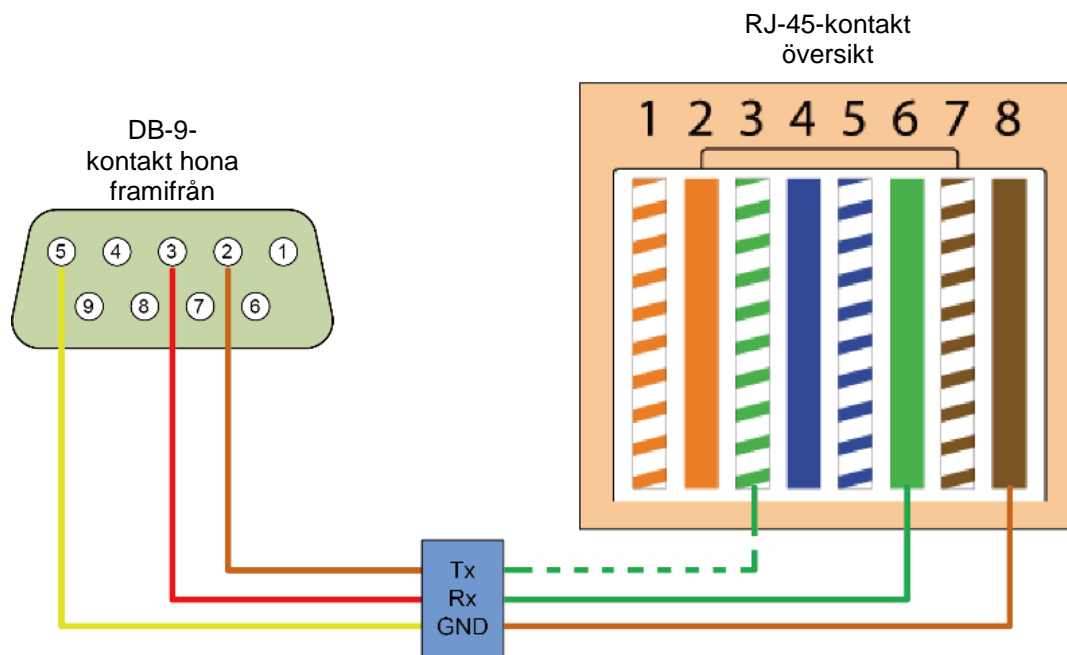 RJ-45-kontakt
översikt
1 2 3 4 5 6 7 8
DB-9-
kontakt hona
framifrån
5 4 3 2 1
9 8 7 6
Tx
Rx
GND